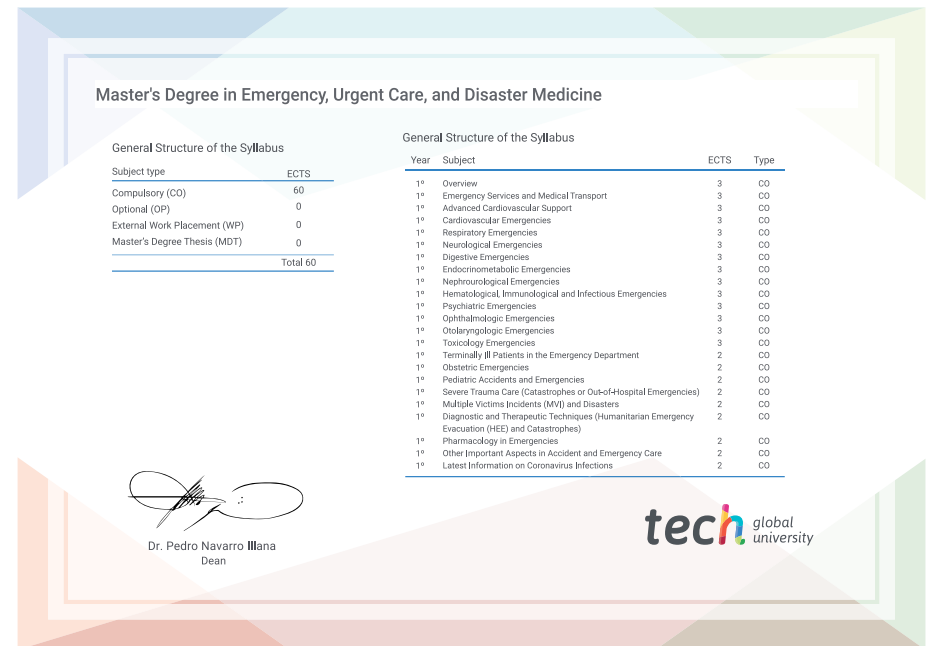 Master's Degree in Emergency, Urgent Care, and Disaster Medicine
General Structure of the Syllabus
Subject type ECTS
Compulsory (CO) 60
Optional (OP) 0
External Work Placement (WP) 0
Master's Degree Thesis (MDT) 0
Total 60
General Structure of the Syllabus
Year Subject ECTS Type
1º Overview 3 CO
1º Emergency Services and Medical Transport 3 CO
1º Advanced Cardiovascular Support 3 CO
1º Cardiovascular Emergencies 3 CO
1º Respiratory Emergencies 3 CO
1º Neurological Emergencies 3 CO
1º Digestive Emergencies 3 CO
1º Endocrinometabolic Emergencies 3 CO
1º Nephrourological Emergencies 3 CO
1º Hematological, Immunological and Infectious Emergencies 3 CO
1º Psychiatric Emergencies 3 CO
1º Ophthalmologic Emergencies 3 CO
1º Otolaryngologic Emergencies 3 CO
1º Toxicology Emergencies 3 CO
1º Terminally Ill Patients in the Emergency Department 2 CO
1º Obstetric Emergencies 2 CO
1º Pediatric Accidents and Emergencies 2 CO
1º Severe Trauma Care (Catastrophes or Out-of-Hospital Emergencies) 2 CO
1º Multiple Victims Incidents (MVI) and Disasters 2 CO
1º Diagnostic and Therapeutic Techniques (Humanitarian Emergency 2 CO
Evacuation (HEE) and Catastrophes)
1º Pharmacology in Emergencies 2 CO
1º Other Important Aspects in Accident and Emergency Care 2 CO
1º Latest Information on Coronavirus Infections 2 CO
Dr. Pedro Navarro Illana
Dean
tech global
university